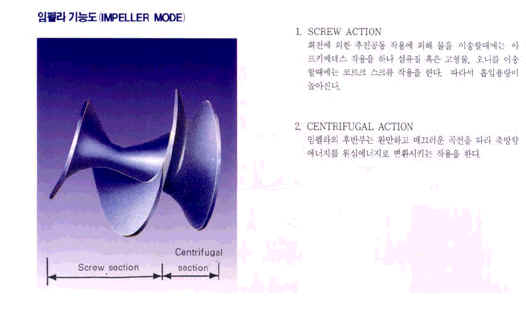 임펠라 기능도(IMPELLER MODE)
1. SCREW ACTION
회전에 의한 추진공동 작용에 의해 물을 이송할때에는 아
르키메데스 작용을 하나 섬유질 혹은 고형물, 오니를 이송
할때에는 코르크 스크류 작용을 한다. 따라서 흡입용량이
높아진다.
2. CENTRIFUGAL ACTION
임펠라의 후반부는 완만하고 매끄러운 곡선을 따라 축방향
에너지를 원심에너지로 변환시키는 작용을 한다.
Centrifugal
Screw section
section